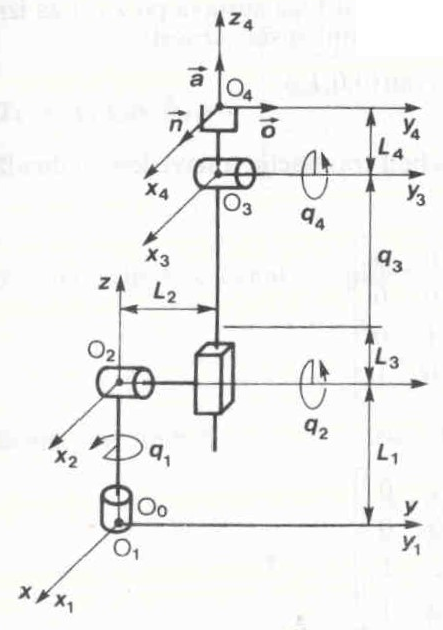 z₄
a⃗
O₄
n⃗
o⃗
y₄
x₄
L₄
O₃
q₄
y₃
x₃
q₃
z
L₂
O₂
L₃
q₂
x₂
q₁
L₁
O₀
O₁
y
y₁
x
x₁